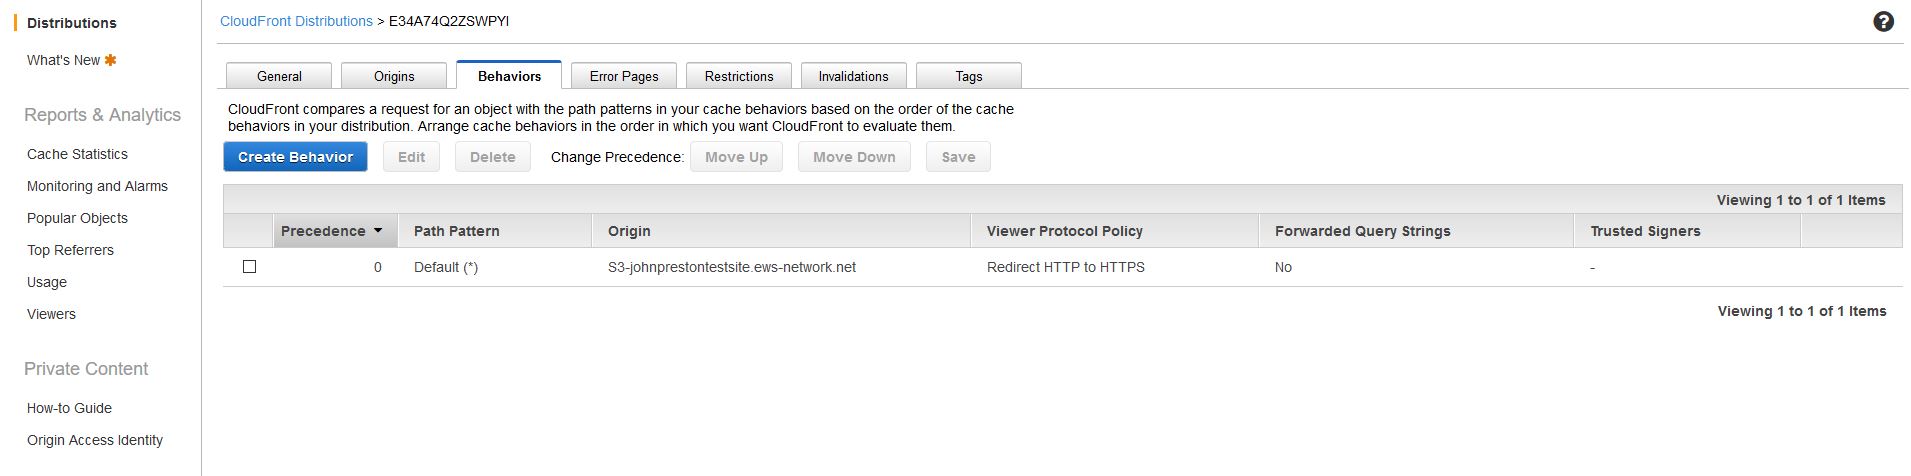 Distributions
What's New
Reports & Analytics
Cache Statistics
Monitoring and Alarms
Popular Objects
Top Referrers
Usage
Viewers
Private Content
How-to Guide
Origin Access Identity
CloudFront Distributions > E34A74Q2ZSWPYI
General Origins Behaviors Error Pages Restrictions Invalidations Tags
CloudFront compares a request for an object with the path patterns in your cache behaviors based on the order of the cache
behaviors in your distribution. Arrange cache behaviors in the order in which you want CloudFront to evaluate them.
Create Behavior Edit Delete Change Precedence: Move Up Move Down Save
Viewing 1 to 1 of 1 Items
Precedence Path Pattern Origin Viewer Protocol Policy Forwarded Query Strings Trusted Signers
0 Default (*) S3-johnprestontestsite.ews-network.net Redirect HTTP to HTTPS No -
Viewing 1 to 1 of 1 Items